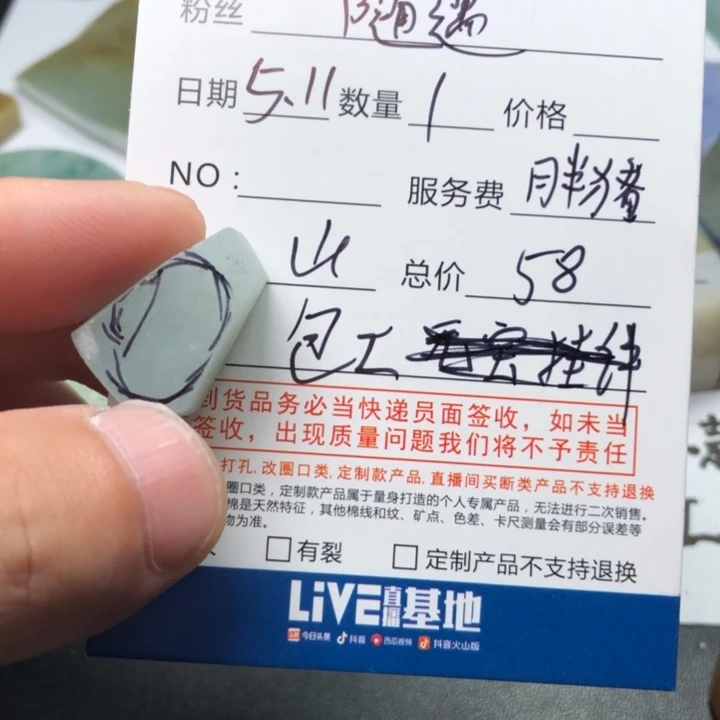 粉丝 随遇
日期 5.11 数量 1 价格
NO： 服务费 胖猪
山 总价 58
包工
到货品务必当快递员面签收，如未当
签收，出现质量问题我们将不予责任
打孔，改圈口类，定制款产品，直播间买断类产品不支持退换
圈口类，定制款产品属于量身打造的个人专属产品，无法进行二次销售。
棉是天然特征，其他棉线和纹、矿点、色差、卡尺测量会有部分误差等
物为准。
有裂 定制产品不支持退换
LiVE直播基地
今日头条 抖音 西瓜视频 抖音火山版